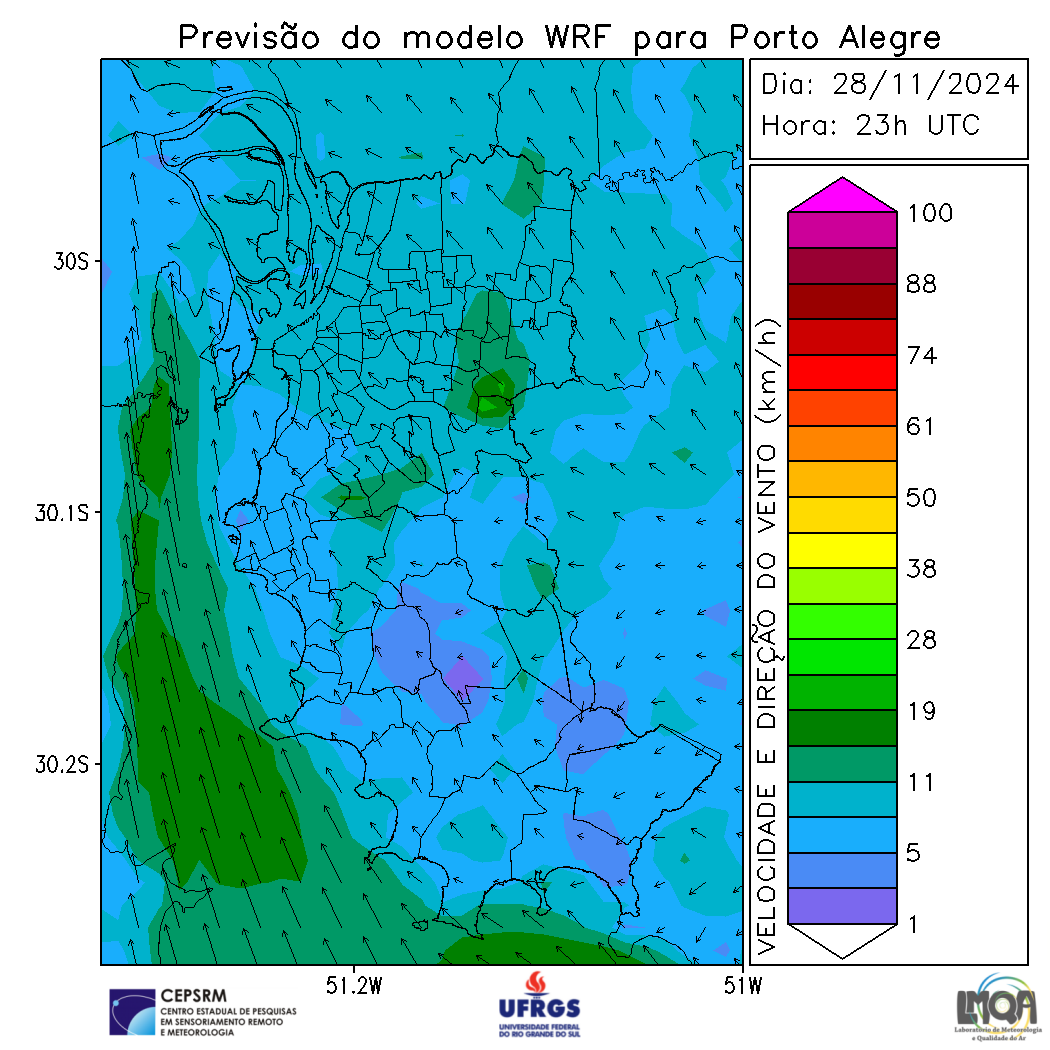 Previsão do modelo WRF para Porto Alegre
Dia: 28/11/2024
Hora: 23h UTC
30S
30.1S
30.2S
51.2W
51W
VELOCIDADE E DIREÇÃO DO VENTO (km/h)
100
88
74
61
50
38
28
19
11
5
1
CEPSRM
CENTRO ESTADUAL DE PESQUISAS
EM SENSORIAMENTO REMOTO
E METEOROLOGIA
UFRGS
UNIVERSIDADE FEDERAL
DO RIO GRANDE DO SUL
LMQA
Laboratório de Meteorologia
e Qualidade do Ar